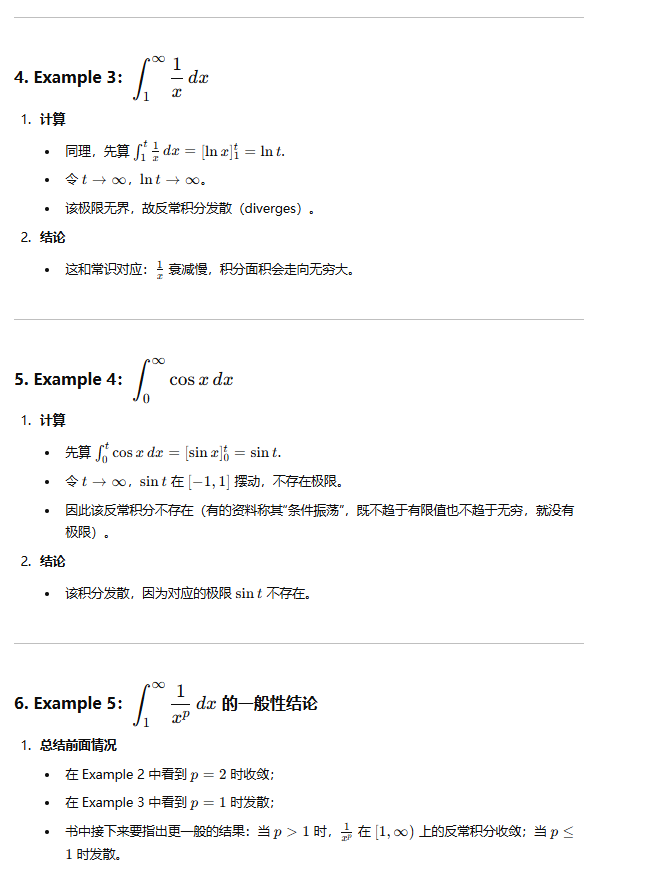 4. Example 3： ∫₁^∞ 1/x dx
1. 计算
• 同理，先算 ∫₁ᵗ 1/x dx = [ln x]₁ᵗ = ln t.
• 令 t → ∞，ln t → ∞。
• 该极限无界，故反常积分发散（diverges）。
2. 结论
• 这和常识对应：1/x 衰减慢，积分面积会走向无穷大。
5. Example 4： ∫₀^∞ cos x dx
1. 计算
• 先算 ∫₀ᵗ cos x dx = [sin x]₀ᵗ = sin t.
• 令 t → ∞，sin t 在 [−1, 1] 摆动，不存在极限。
• 因此该反常积分不存在（有的资料称其“条件振荡”，既不趋于有限值也不趋于无穷，就没有
极限）。
2. 结论
• 该积分发散，因为对应的极限 sin t 不存在。
6. Example 5： ∫₁^∞ 1/xᵖ dx 的一般性结论
1. 总结前面情况
• 在 Example 2 中看到 p = 2 时收敛；
• 在 Example 3 中看到 p = 1 时发散；
• 书中接下来要指出更一般的结果：当 p > 1 时，1/xᵖ 在 [1, ∞) 上的反常积分收敛；当 p ≤
1 时发散。